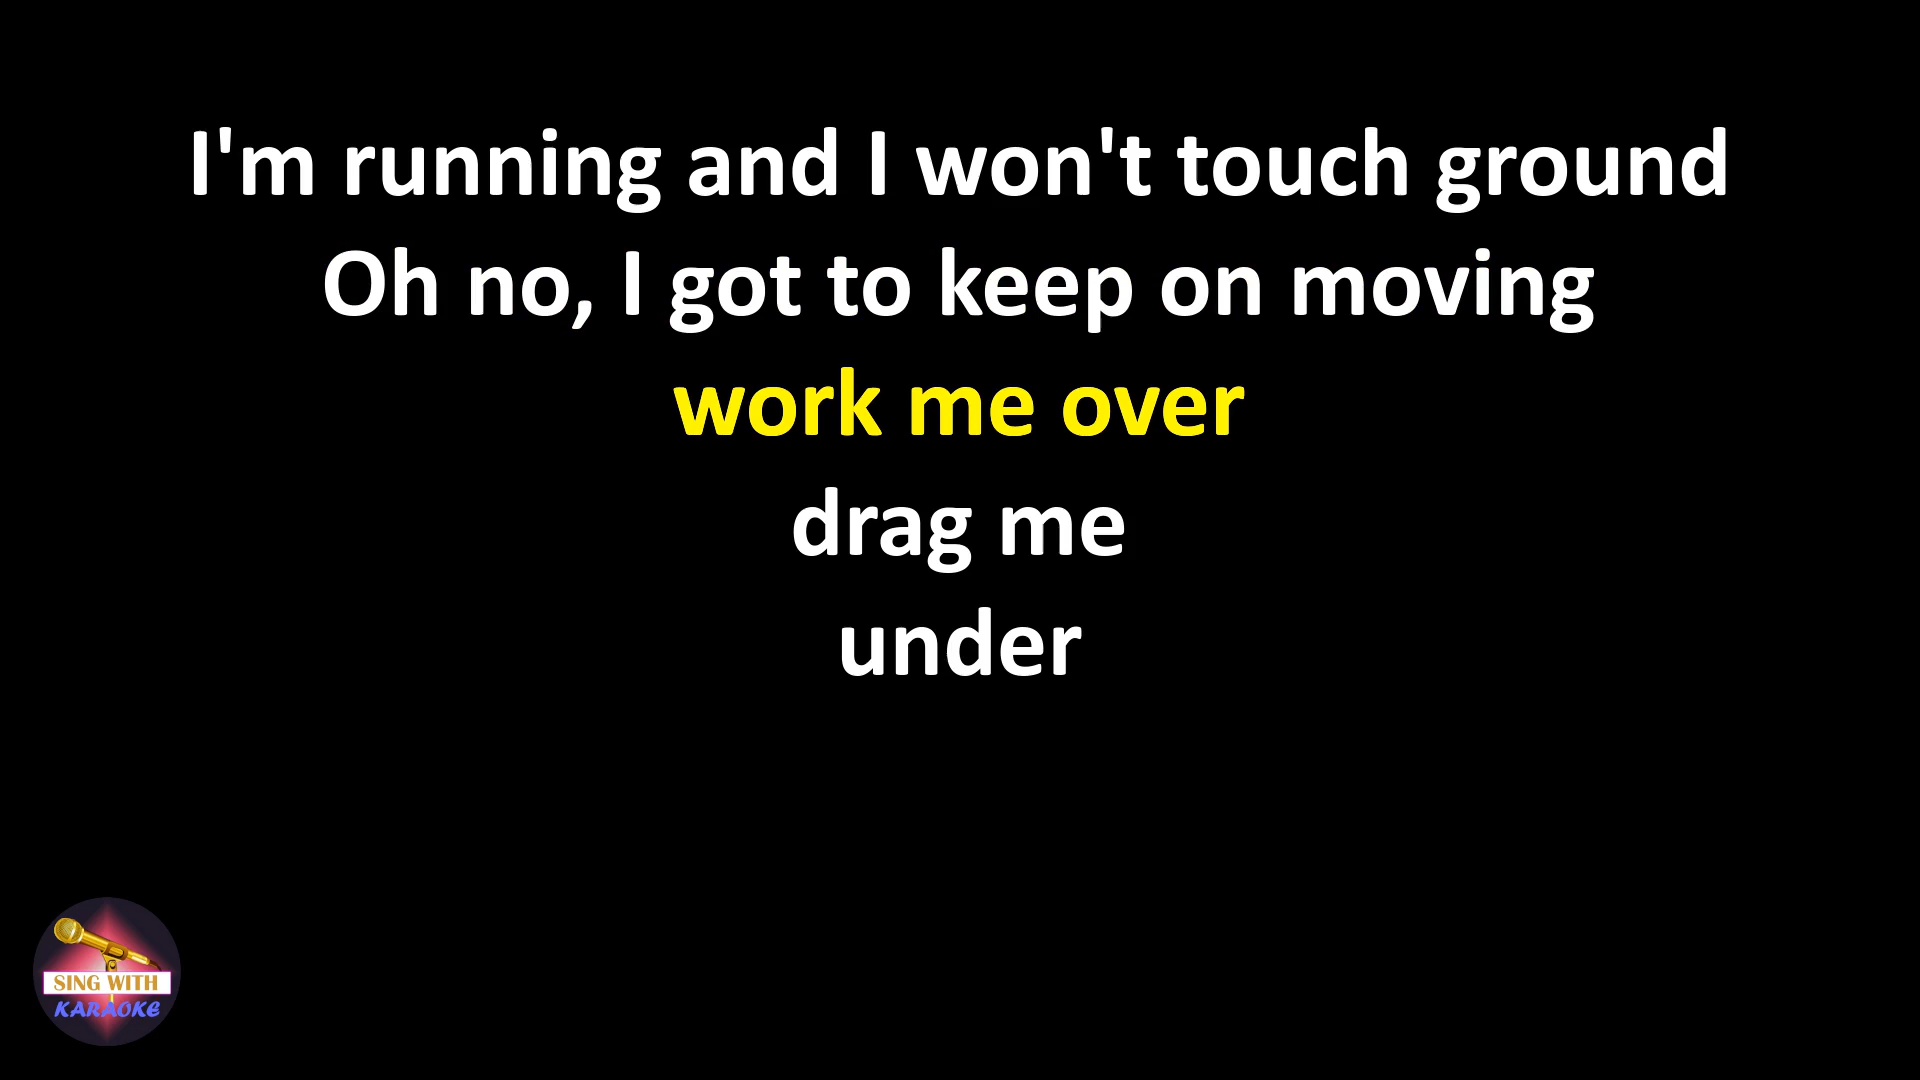 I'm running and I won't touch ground
Oh no, I got to keep on moving
work me over
drag me
under
SING WITH
KARAOKE